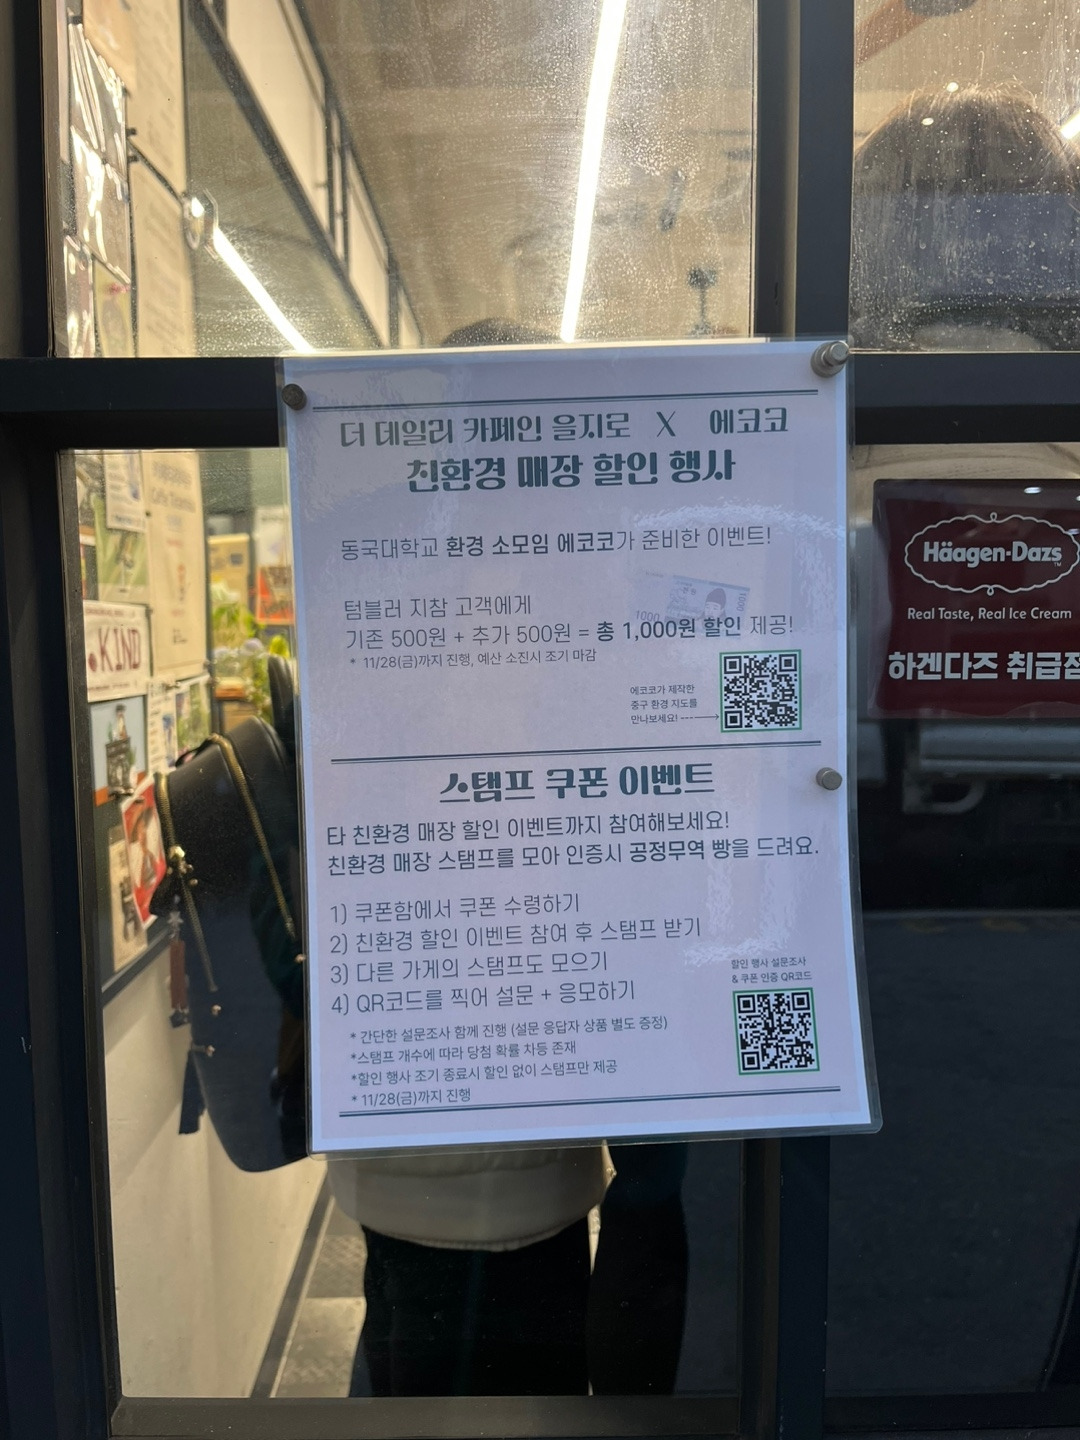 더 데일리 카페인 을지로 X 에코코
친환경 매장 할인 행사
동국대학교 환경 소모임 에코코가 준비한 이벤트!
텀블러 지참 고객에게
기존 500원 + 추가 500원 = 총 1,000원 할인 제공!
* 11/28(금)까지 진행, 예산 소진시 조기 마감
1000
1000
에코코가 제작한
중구 환경 지도를
만나보세요!
스탬프 쿠폰 이벤트
타 친환경 매장 할인 이벤트까지 참여해보세요!
친환경 매장 스탬프를 모아 인증시 공정무역 빵을 드려요.
1) 쿠폰함에서 쿠폰 수령하기
2) 친환경 할인 이벤트 참여 후 스탬프 받기
3) 다른 가게의 스탬프도 모으기
4) QR코드를 찍어 설문 + 응모하기
할인 행사 설문조사
& 쿠폰 인증 QR코드
* 간단한 설문조사 함께 진행 (설문 응답자 상품 별도 증정)
*스탬프 개수에 따라 당첨 확률 차등 존재
*할인 행사 조기 종료시 할인 없이 스탬프만 제공
* 11/28(금)까지 진행
Häagen-Dazs
Real Taste, Real Ice Cream
하겐다즈 취급점
KIND